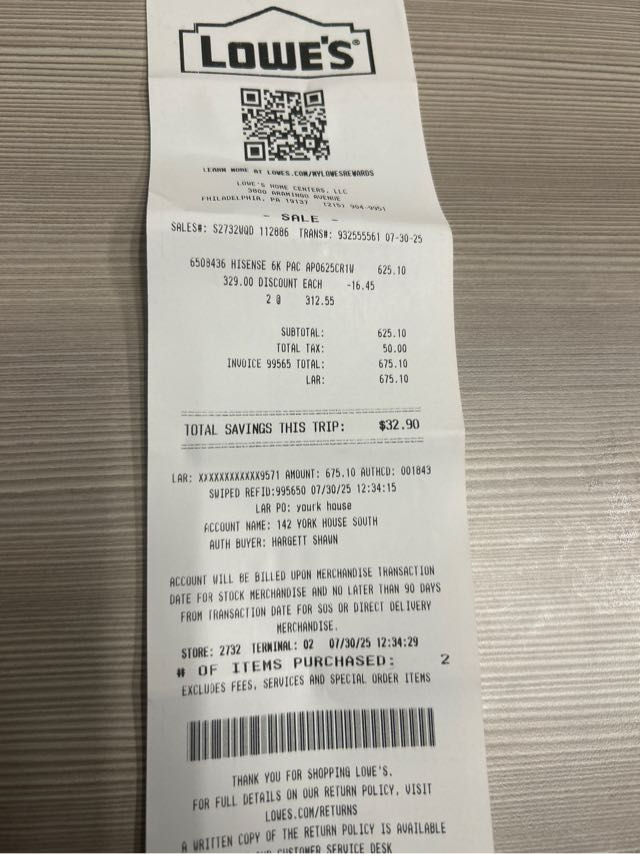 LOWE'S®
LEARN MORE AT LOWES.COM/MYLOWESREWARDS
LOWE'S HOME CENTERS, LLC
3800 ARAMINGO AVENUE
PHILADELPHIA, PA 19137 (215) 904-9951
- SALE -
SALES#: S2732WQD 112886 TRANS#: 932555561 07-30-25
6508436 HISENSE 6K PAC AP0625CR1W 625.10
329.00 DISCOUNT EACH -16.45
2 @ 312.55
SUBTOTAL: 625.10
TOTAL TAX: 50.00
INVOICE 99565 TOTAL: 675.10
LAR: 675.10
TOTAL SAVINGS THIS TRIP: $32.90
LAR: XXXXXXXXXXXX9571 AMOUNT: 675.10 AUTHCD: 001843
SWIPED REFID:995650 07/30/25 12:34:15
LAR PO: yourk house
ACCOUNT NAME: 142 YORK HOUSE SOUTH
AUTH BUYER: HARGETT SHAWN
ACCOUNT WILL BE BILLED UPON MERCHANDISE TRANSACTION
DATE FOR STOCK MERCHANDISE AND NO LATER THAN 90 DAYS
FROM TRANSACTION DATE FOR SOS OR DIRECT DELIVERY
MERCHANDISE.
STORE: 2732 TERMINAL: 02 07/30/25 12:34:29
# OF ITEMS PURCHASED: 2
EXCLUDES FEES, SERVICES AND SPECIAL ORDER ITEMS
THANK YOU FOR SHOPPING LOWE'S.
FOR FULL DETAILS ON OUR RETURN POLICY, VISIT
LOWES.COM/RETURNS
A WRITTEN COPY OF THE RETURN POLICY IS AVAILABLE
CUSTOMER SERVICE DESK